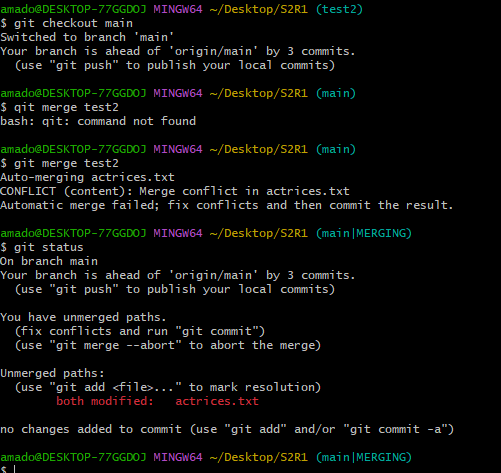 amado@DESKTOP-77GGDOJ MINGW64 ~/Desktop/S2R1 (test2)
$ git checkout main
Switched to branch 'main'
Your branch is ahead of 'origin/main' by 3 commits.
  (use "git push" to publish your local commits)

amado@DESKTOP-77GGDOJ MINGW64 ~/Desktop/S2R1 (main)
$ qit merge test2
bash: qit: command not found

amado@DESKTOP-77GGDOJ MINGW64 ~/Desktop/S2R1 (main)
$ git merge test2
Auto-merging actrices.txt
CONFLICT (content): Merge conflict in actrices.txt
Automatic merge failed; fix conflicts and then commit the result.

amado@DESKTOP-77GGDOJ MINGW64 ~/Desktop/S2R1 (main|MERGING)
$ git status
On branch main
Your branch is ahead of 'origin/main' by 3 commits.
  (use "git push" to publish your local commits)

You have unmerged paths.
  (fix conflicts and run "git commit")
  (use "git merge --abort" to abort the merge)

Unmerged paths:
  (use "git add <file>..." to mark resolution)
        both modified:   actrices.txt

no changes added to commit (use "git add" and/or "git commit -a")

amado@DESKTOP-77GGDOJ MINGW64 ~/Desktop/S2R1 (main|MERGING)
$